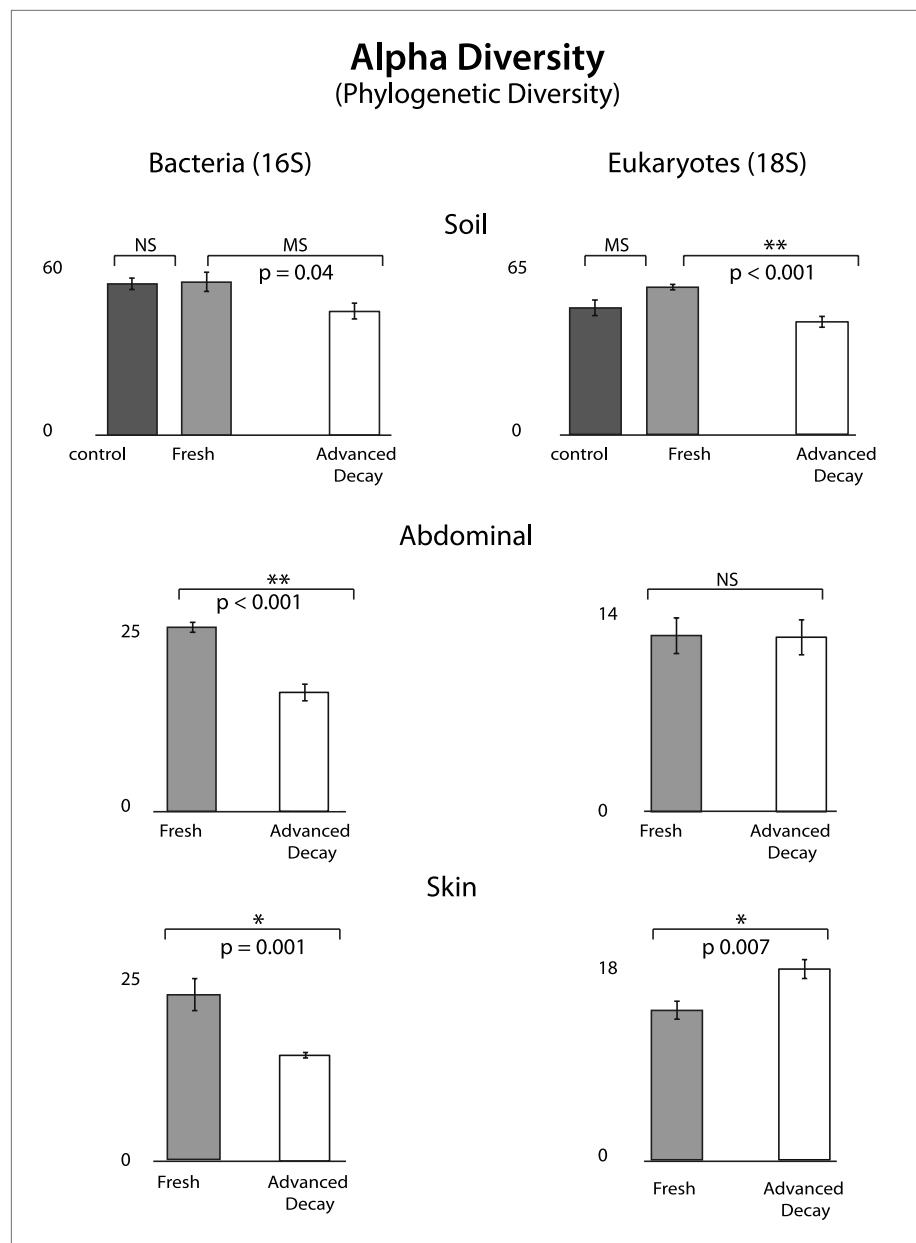 Alpha Diversity
(Phylogenetic Diversity)
Bacteria (16S)
Eukaryotes (18S)
Soil
NS
MS
p = 0.04
60
0
control
Fresh
Advanced
Decay
MS
**
p < 0.001
65
0
control
Fresh
Advanced
Decay
Abdominal
**
p < 0.001
25
0
Fresh
Advanced
Decay
NS
14
0
Fresh
Advanced
Decay
Skin
*
p = 0.001
25
0
Fresh
Advanced
Decay
*
p 0.007
18
0
Fresh
Advanced
Decay